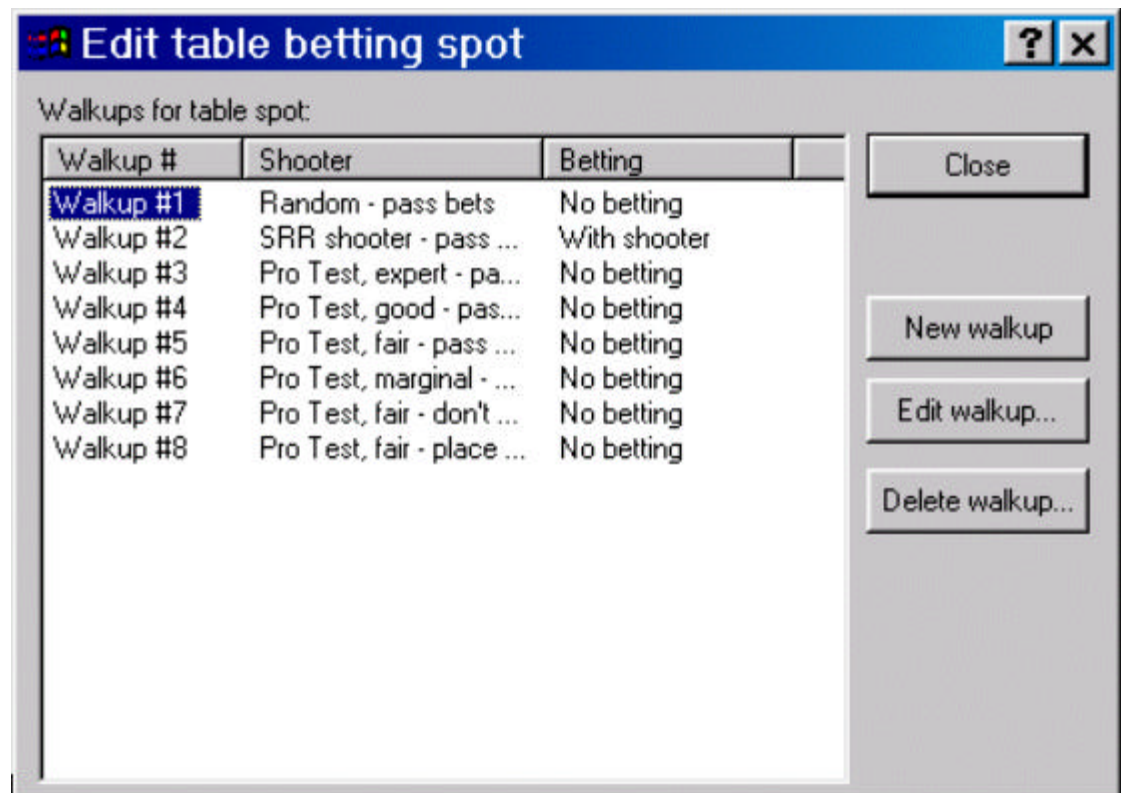 Edit table betting spot
Walkups for table spot:
Walkup # Shooter Betting
Close
Walkup #1 Random - pass bets No betting
Walkup #2 SRR shooter - pass ... With shooter
Walkup #3 Pro Test, expert - pa... No betting
Walkup #4 Pro Test, good - pas... No betting
New walkup
Walkup #5 Pro Test, fair - pass ... No betting
Walkup #6 Pro Test, marginal - ... No betting
Walkup #7 Pro Test, fair - don't ... No betting
Edit walkup...
Walkup #8 Pro Test, fair - place ... No betting
Delete walkup...